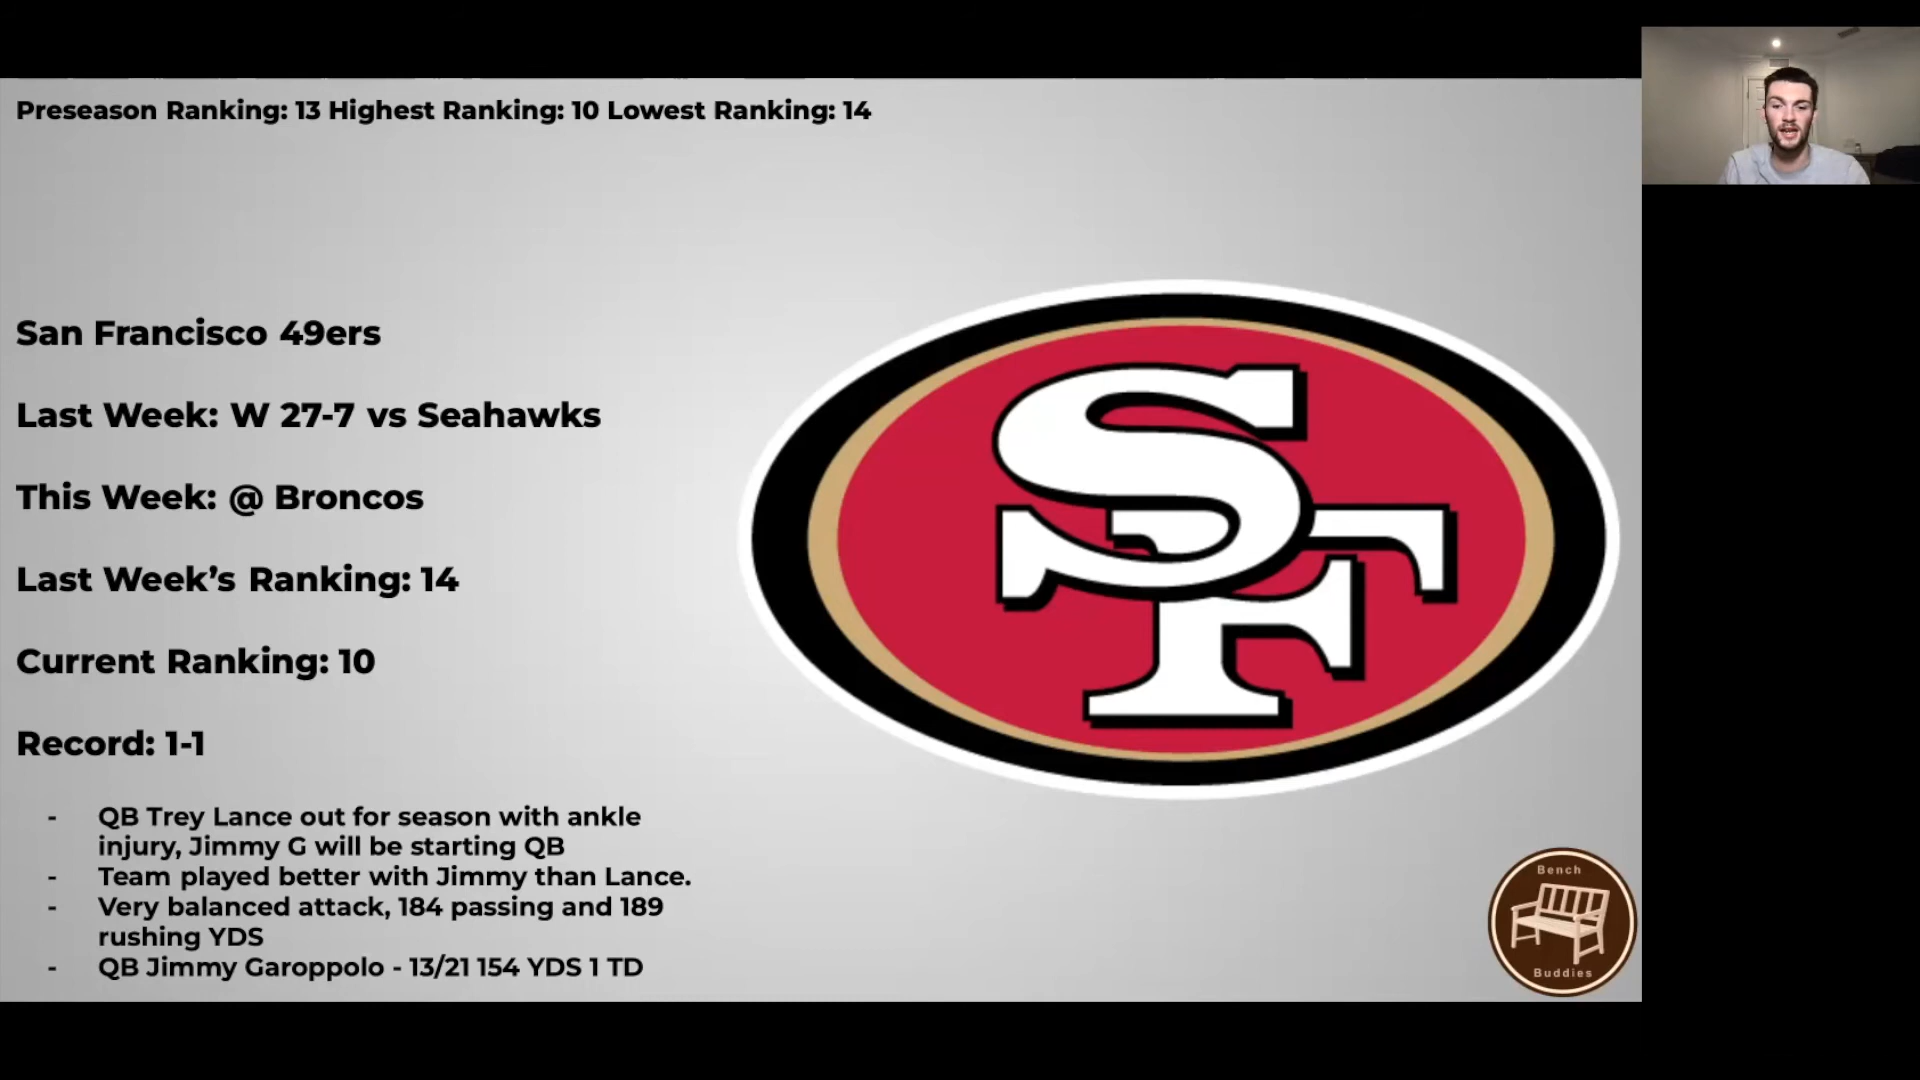 Preseason Ranking: 13 Highest Ranking: 10 Lowest Ranking: 14
San Francisco 49ers
Last Week: W 27-7 vs Seahawks
This Week: @ Broncos
Last Week’s Ranking: 14
Current Ranking: 10
Record: 1-1
- QB Trey Lance out for season with ankle
injury, Jimmy G will be starting QB
- Team played better with Jimmy than Lance.
- Very balanced attack, 184 passing and 189
rushing YDS
- QB Jimmy Garoppolo - 13/21 154 YDS 1 TD
SF
Bench
Buddies